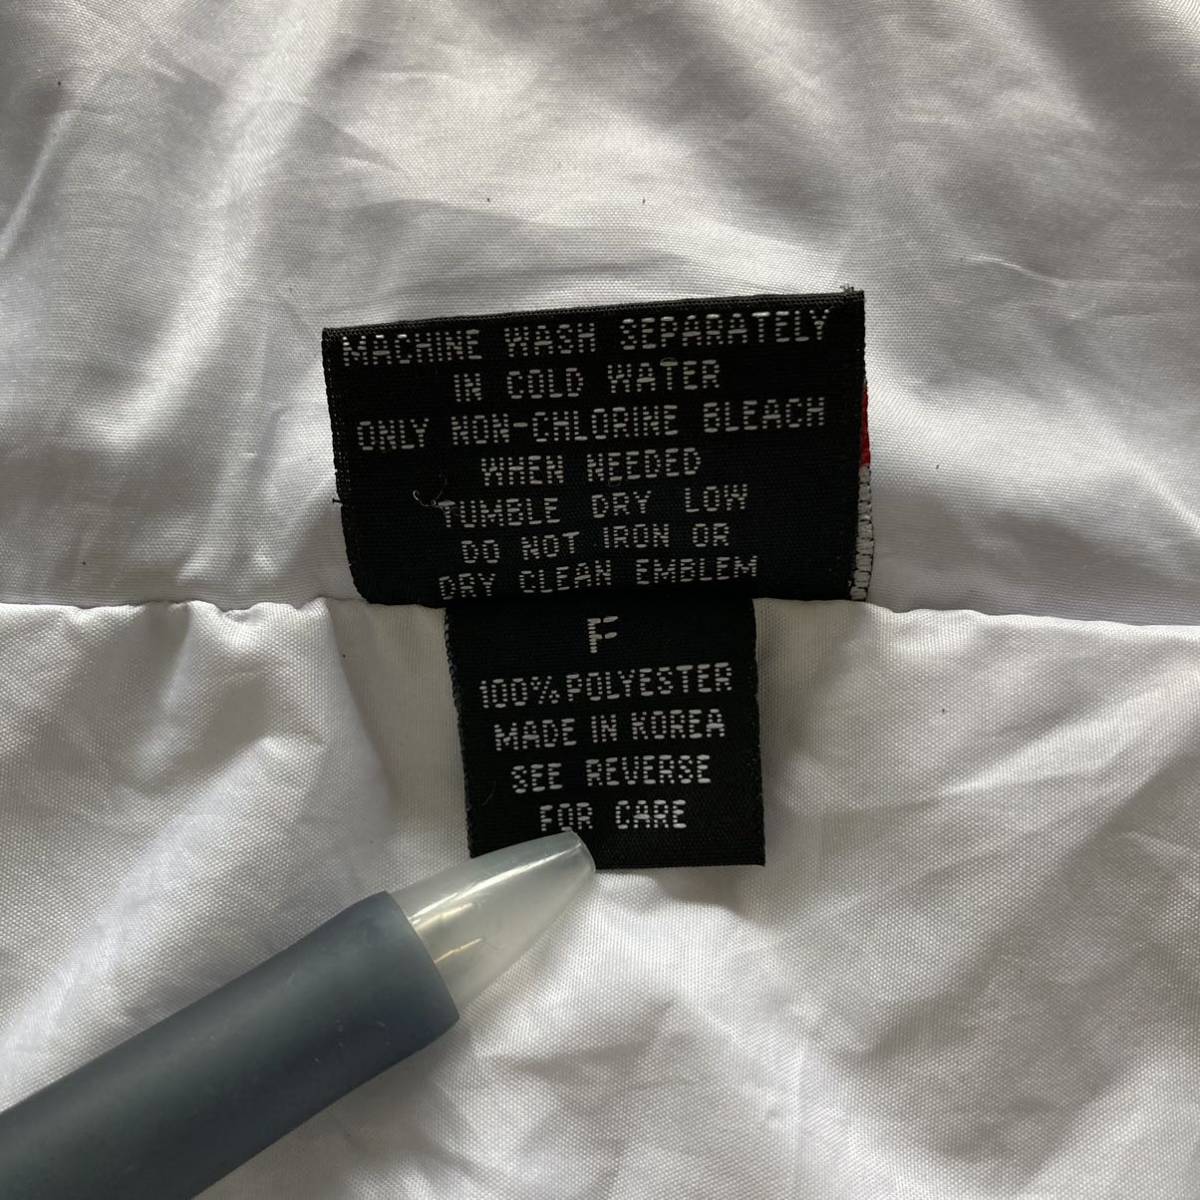 MACHINE WASH SEPARATELY
IN COLD WATER
ONLY NON-CHLORINE BLEACH
WHEN NEEDED
TUMBLE DRY LOW
DO NOT IRON OR
DRY CLEAN EMBLEM
F
100% POLYESTER
MADE IN KOREA
SEE REVERSE
FOR CARE